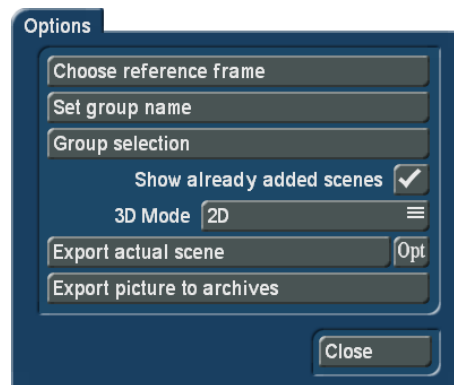 Options
Choose reference frame
Set group name
Group selection
Show already added scenes
3D Mode 2D
Export actual scene Opt
Export picture to archives
Close